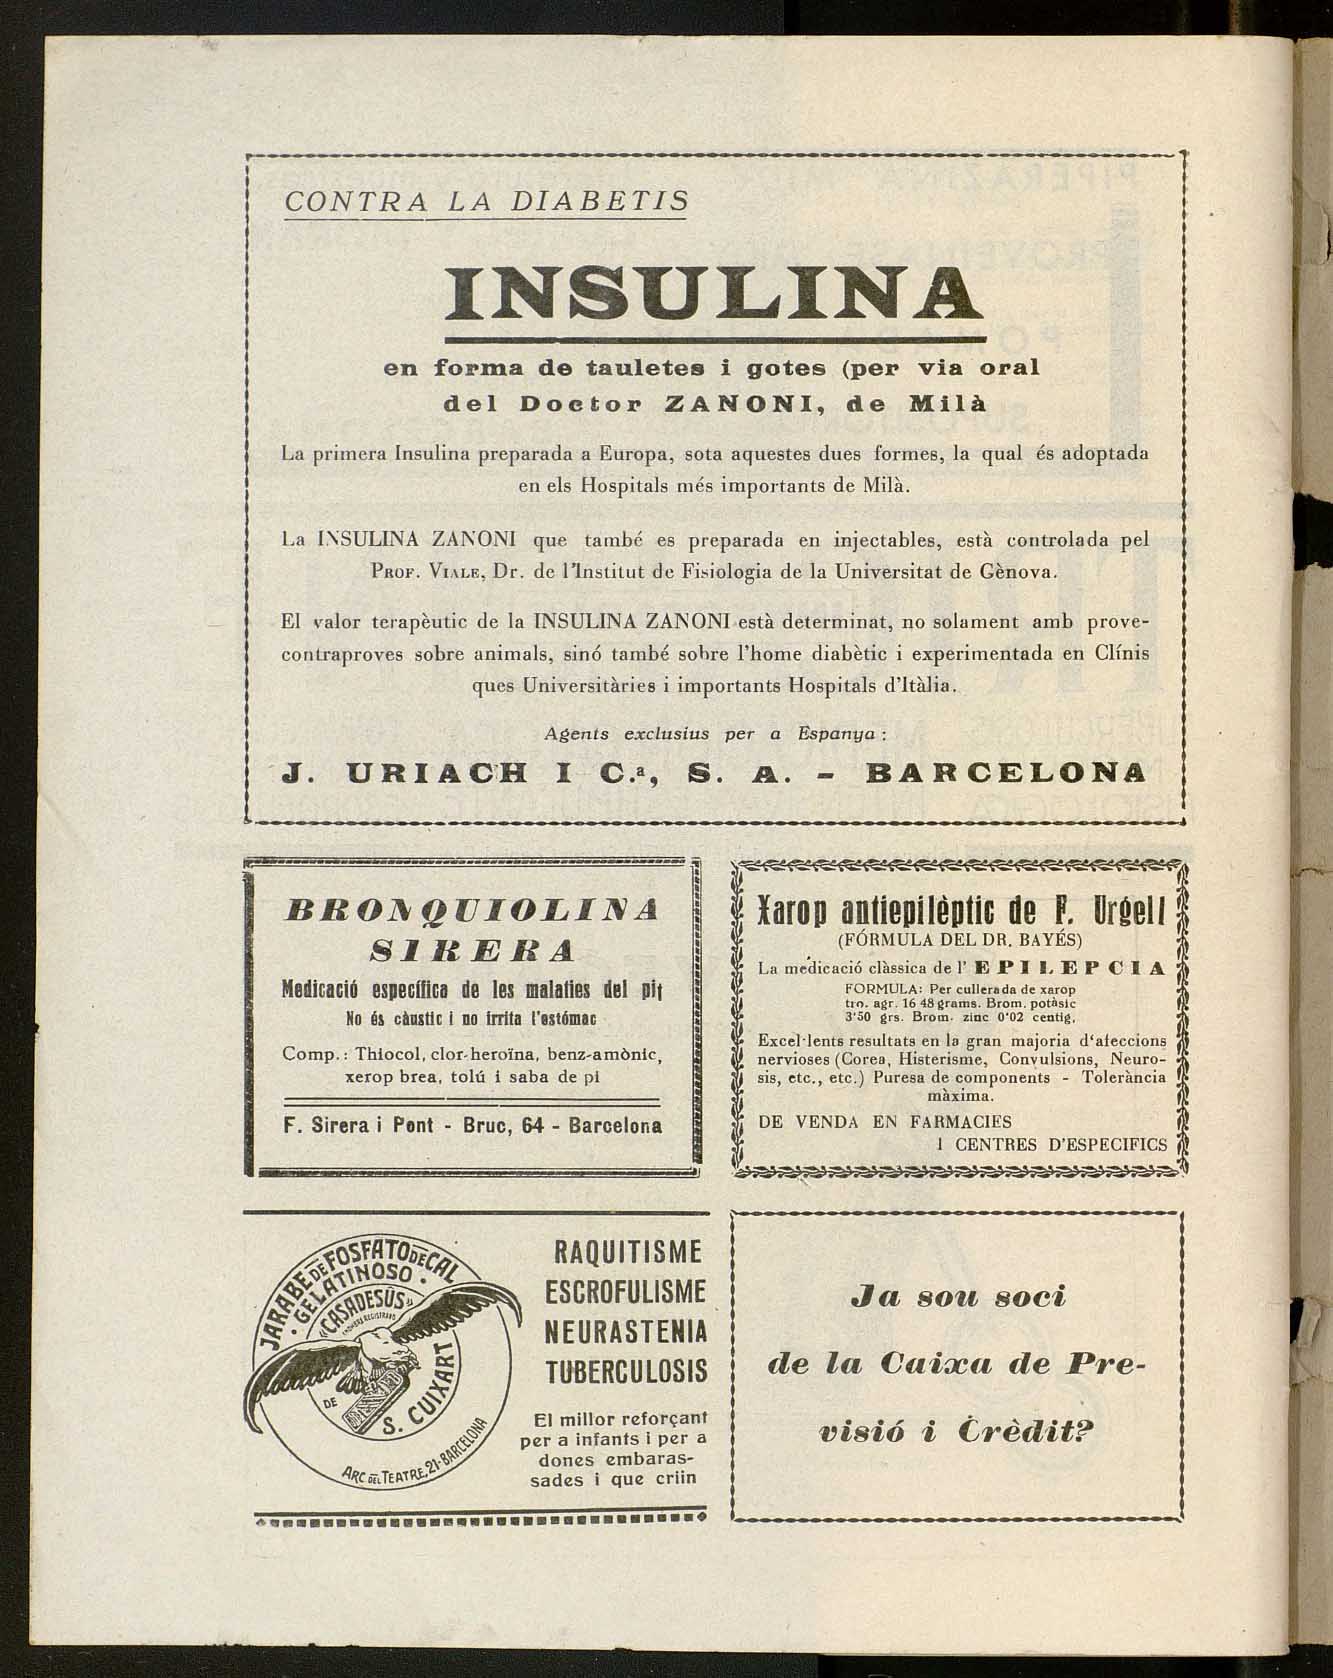 CONTRA LA DIABETIS
INSULINA
en forma de tauletes i gotes (per via oral
del Doctor ZANONI, de Milà
La primera Insulina preparada a Europa, sota aquestes dues formes, la qual és adoptada
en els Hospitals més importants de Milà.
La INSULINA ZANONI que també es preparada en injectables, està controlada pel
PROF. VIALE, Dr. de l'Institut de Fisiologia de la Universitat de Gènova.
El valor terapèutic de la INSULINA ZANONI està determinat, no solament amb prove-
contraproves sobre animals, sinó també sobre l'home diabètic i experimentada en Clínis
ques Universitàries i importants Hospitals d'Itàlia.
Agents exclusius per a Espanya :
J. URIACH I C.ª, S. A. - BARCELONA
BRONQUIOLINA
SIRERA
Medicació específica de les malaties del pit
No és càustic i no irrita l'estómac
Comp.: Thiocol, clor-heroïna, benz-amònic,
xerop brea, tolú i saba de pi
F. Sirera i Pont - Bruc, 64 - Barcelona
Xarop antiepilèptic de F. Urgell
(FÓRMULA DEL DR. BAYÉS)
La medicació clàssica de l' EPILEPCIA
FORMULA: Per cullerada de xarop
tro. agr. 16 48 grams. Brom. potàsic
3'50 grs. Brom. zinc 0'02 centig.
Excel·lents resultats en la gran majoria d'afeccions
nervioses (Corea, Histerisme, Convulsions, Neuro-
sis, etc., etc.) Puresa de components - Tolerància
màxima.
DE VENDA EN FARMACIES
I CENTRES D'ESPECIFICS
JARABE DE FOSFATO DE CAL
· GELATINOSO ·
«CASADESÚS»
DE S. CUIXART
ARC DEL TEATRE, 21-BARCELONA
RAQUITISME
ESCROFULISME
NEURASTENIA
TUBERCULOSIS
El millor reforçant
per a infants i per a
dones embaras-
sades i que criin
Ja sou soci
de la Caixa de Pre-
visió i Crèdit?